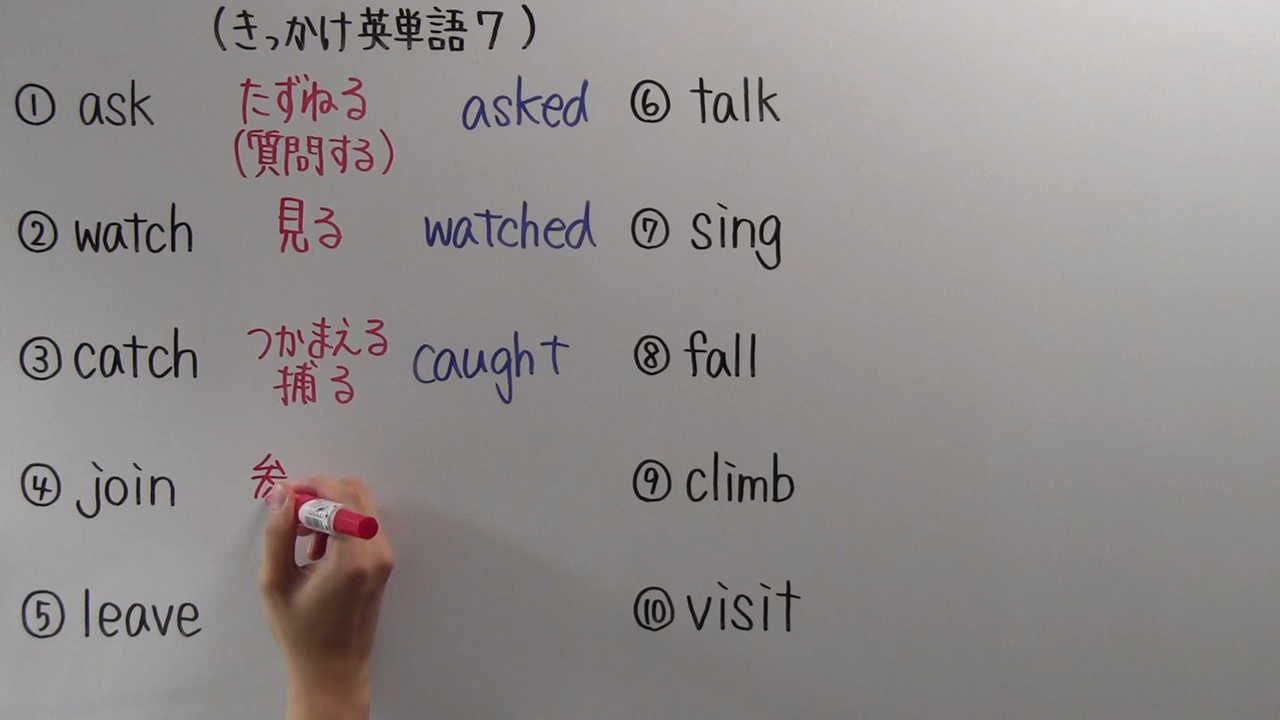 (きっかけ英単語7)
① ask たずねる asked
(質問する)
② watch 見る watched
③ catch つかまえる caught
捕る
④ join 参
⑤ leave
⑥ talk
⑦ sing
⑧ fall
⑨ climb
⑩ visit